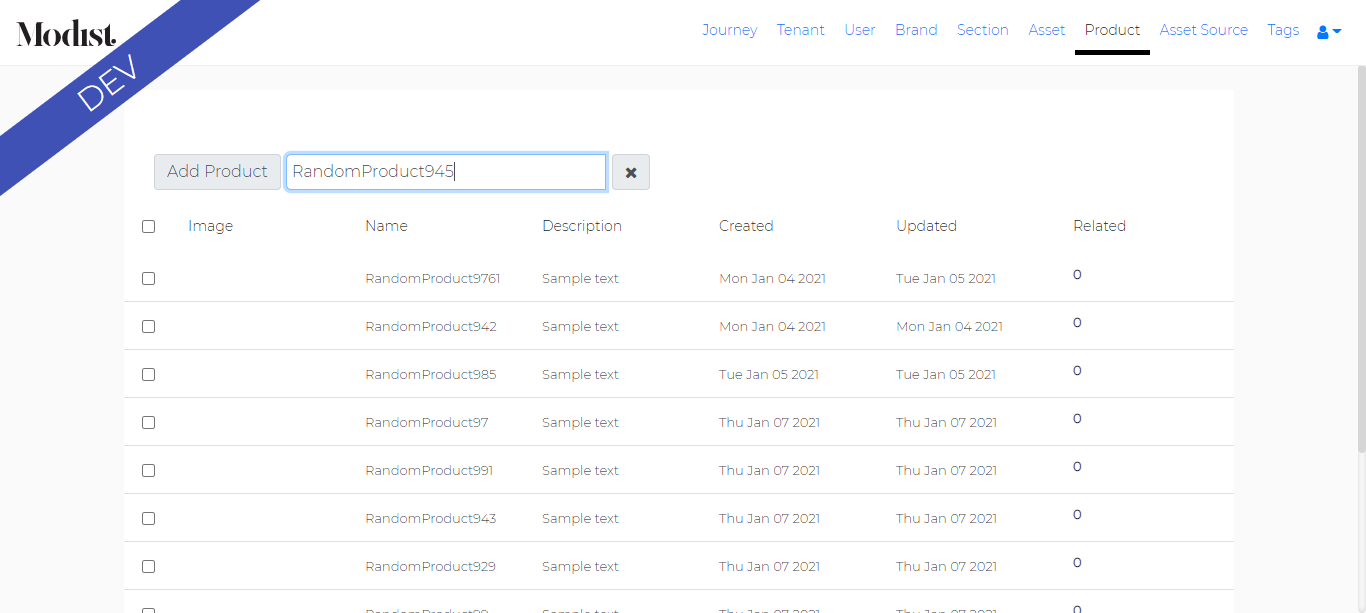 Modist.
DEV
Journey Tenant User Brand Section Asset Product Asset Source Tags
Add Product RandomProduct945
Image Name Description Created Updated Related
RandomProduct9761 Sample text Mon Jan 04 2021 Tue Jan 05 2021 0
RandomProduct942 Sample text Mon Jan 04 2021 Mon Jan 04 2021 0
RandomProduct985 Sample text Tue Jan 05 2021 Tue Jan 05 2021 0
RandomProduct97 Sample text Thu Jan 07 2021 Thu Jan 07 2021 0
RandomProduct991 Sample text Thu Jan 07 2021 Thu Jan 07 2021 0
RandomProduct943 Sample text Thu Jan 07 2021 Thu Jan 07 2021 0
RandomProduct929 Sample text Thu Jan 07 2021 Thu Jan 07 2021 0